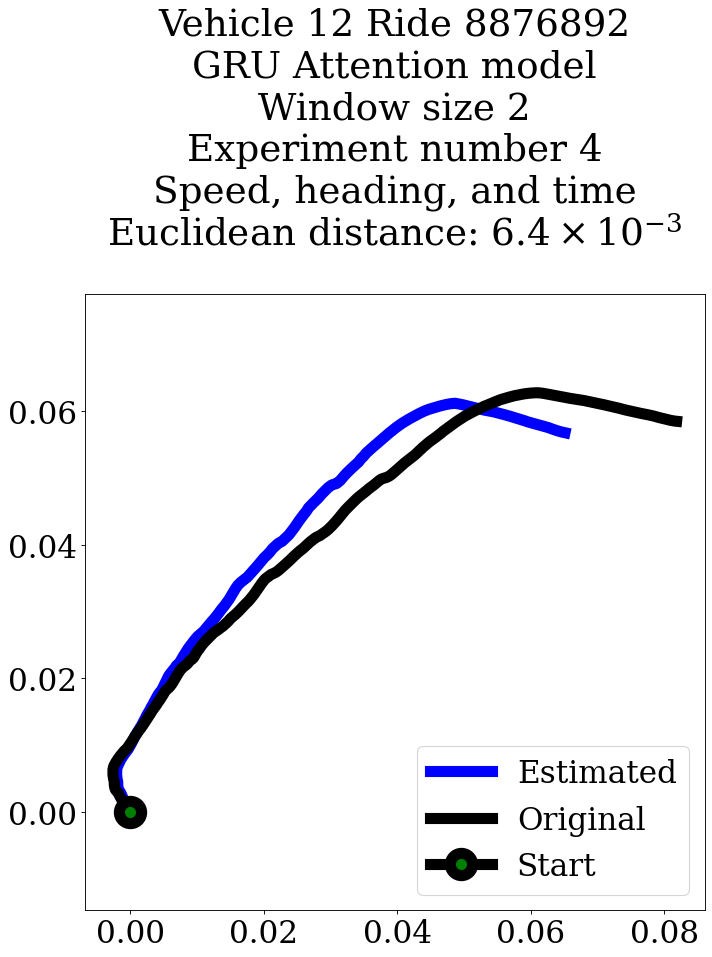 Vehicle 12 Ride 8876892
GRU Attention model
Window size 2
Experiment number 4
Speed, heading, and time
Euclidean distance: 6.4 × 10⁻³
0.06
0.04
0.02
0.00
Estimated
Original
Start
0.00 0.02 0.04 0.06 0.08